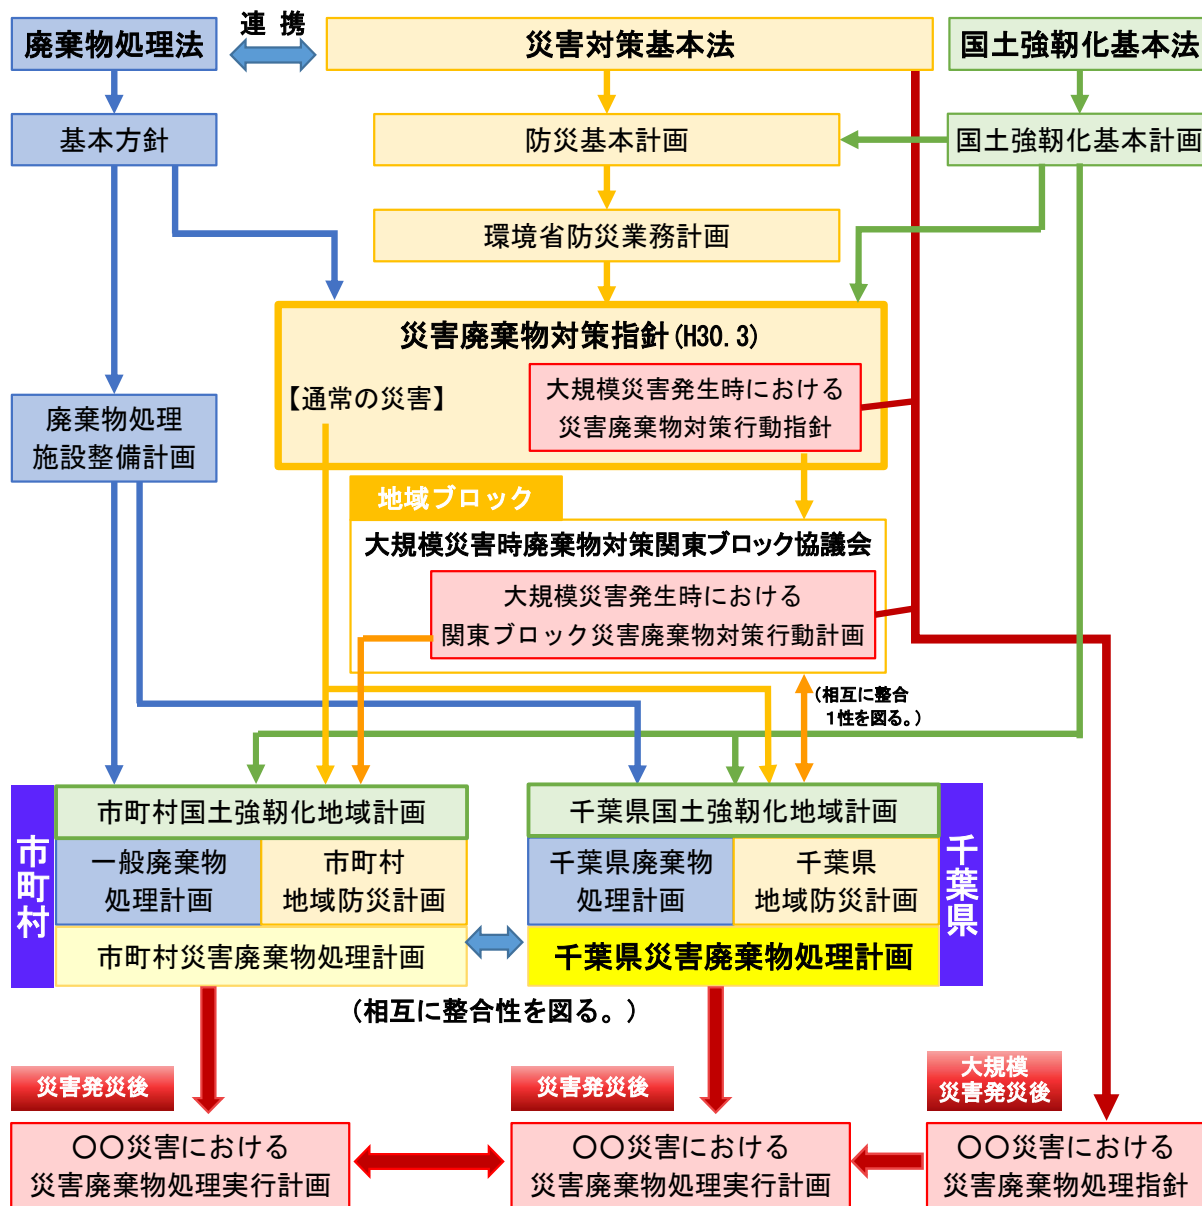 連 携
廃棄物処理法
災害対策基本法
国土強靭化基本法
基本方針
防災基本計画
国土強靭化基本計画
環境省防災業務計画
災害廃棄物対策指針(H30.3)
【通常の災害】
大規模災害発生時における
災害廃棄物対策行動指針
廃棄物処理
施設整備計画
地域ブロック
大規模災害時廃棄物対策関東ブロック協議会
大規模災害発生時における
関東ブロック災害廃棄物対策行動計画
(相互に整合
1性を図る。)
市町村
市町村国土強靭化地域計画
一般廃棄物
処理計画
市町村
地域防災計画
市町村災害廃棄物処理計画
千葉県国土強靭化地域計画
千葉県廃棄物
処理計画
千葉県
地域防災計画
千葉県災害廃棄物処理計画
千葉県
(相互に整合性を図る。)
災害発災後
災害発災後
大規模
災害発災後
〇〇災害における
災害廃棄物処理実行計画
〇〇災害における
災害廃棄物処理実行計画
〇〇災害における
災害廃棄物処理指針